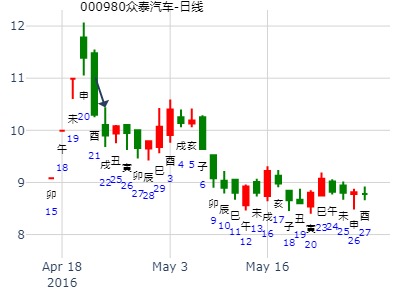 000980众泰汽车-日线
12
11
10
9
8
卯
15
午
18
未
19
申
20
酉
21
戌
22
丑
25
寅
26
卯
27
辰
28
巳
29
酉
3
戌
4
亥
5
子
6
卯
9
辰
10
巳
11
午
12
未
13
申
16
亥
17
子
18
丑
19
寅
20
巳
23
午
24
未
25
申
26
酉
27
Apr 18
2016
May 3
May 16